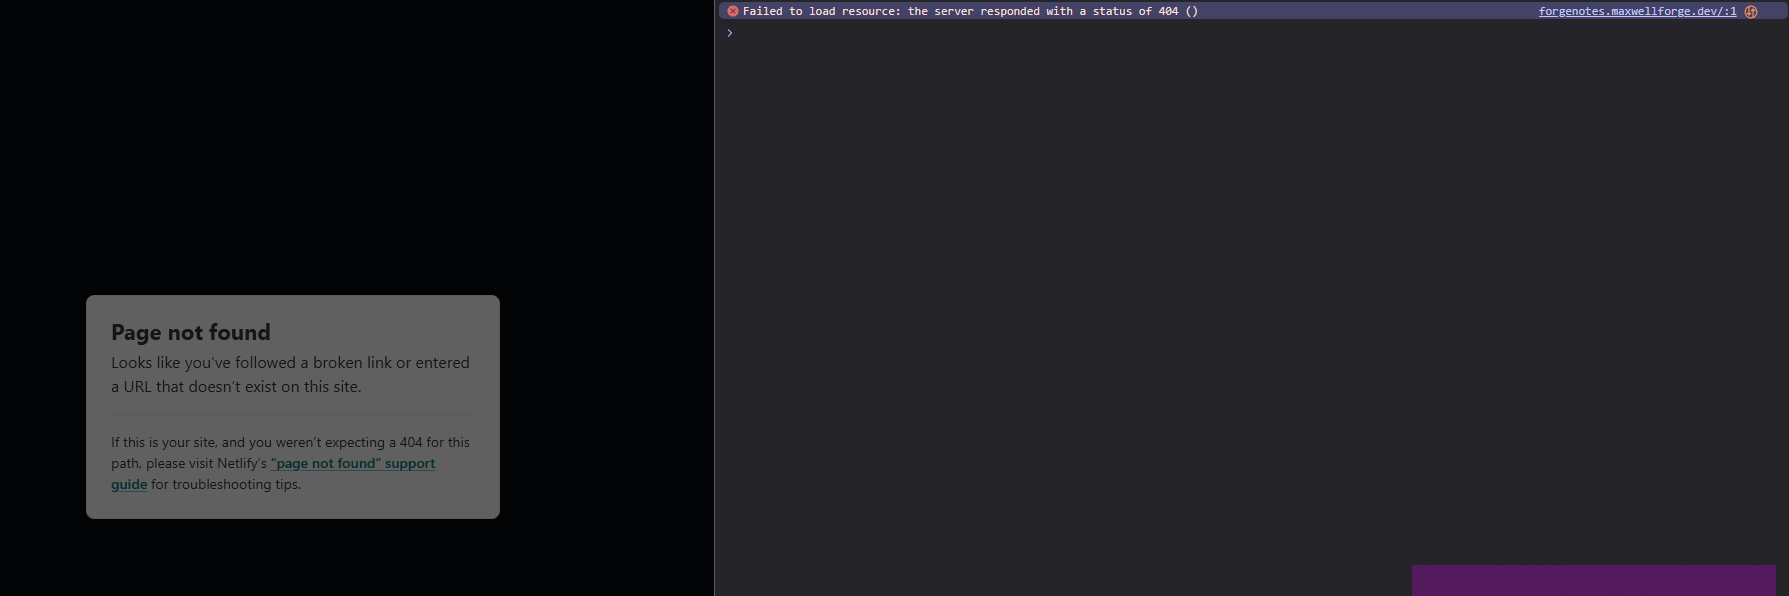 Failed to load resource: the server responded with a status of 404 ()
forgenotes.maxwellforge.dev/:1
Page not found
Looks like you’ve followed a broken link or entered
a URL that doesn’t exist on this site.
If this is your site, and you weren’t expecting a 404 for this
path, please visit Netlify’s “page not found” support
guide for troubleshooting tips.